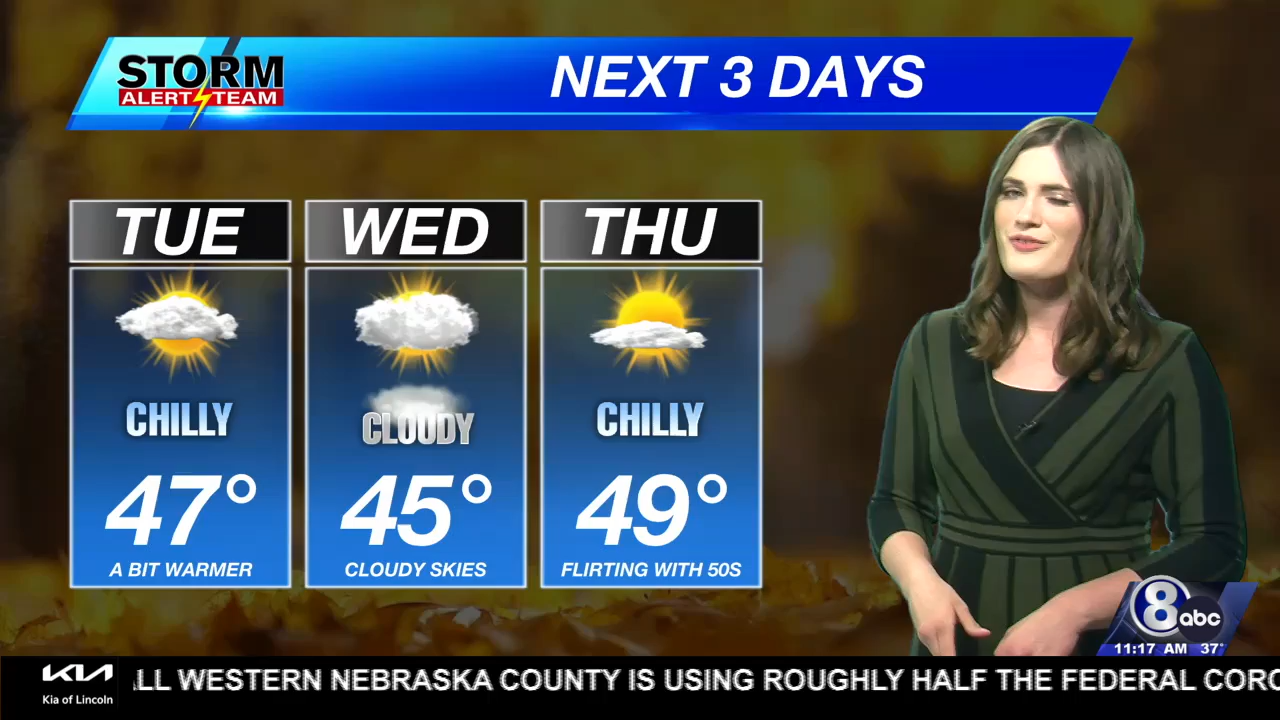 STORM
ALERT TEAM
NEXT 3 DAYS
TUE
WED
THU
CHILLY
CLOUDY
CHILLY
47°
45°
49°
A BIT WARMER
CLOUDY SKIES
FLIRTING WITH 50S
8 abc
11:17 AM 37°
KIA
Kia of Lincoln
LL WESTERN NEBRASKA COUNTY IS USING ROUGHLY HALF THE FEDERAL CORO